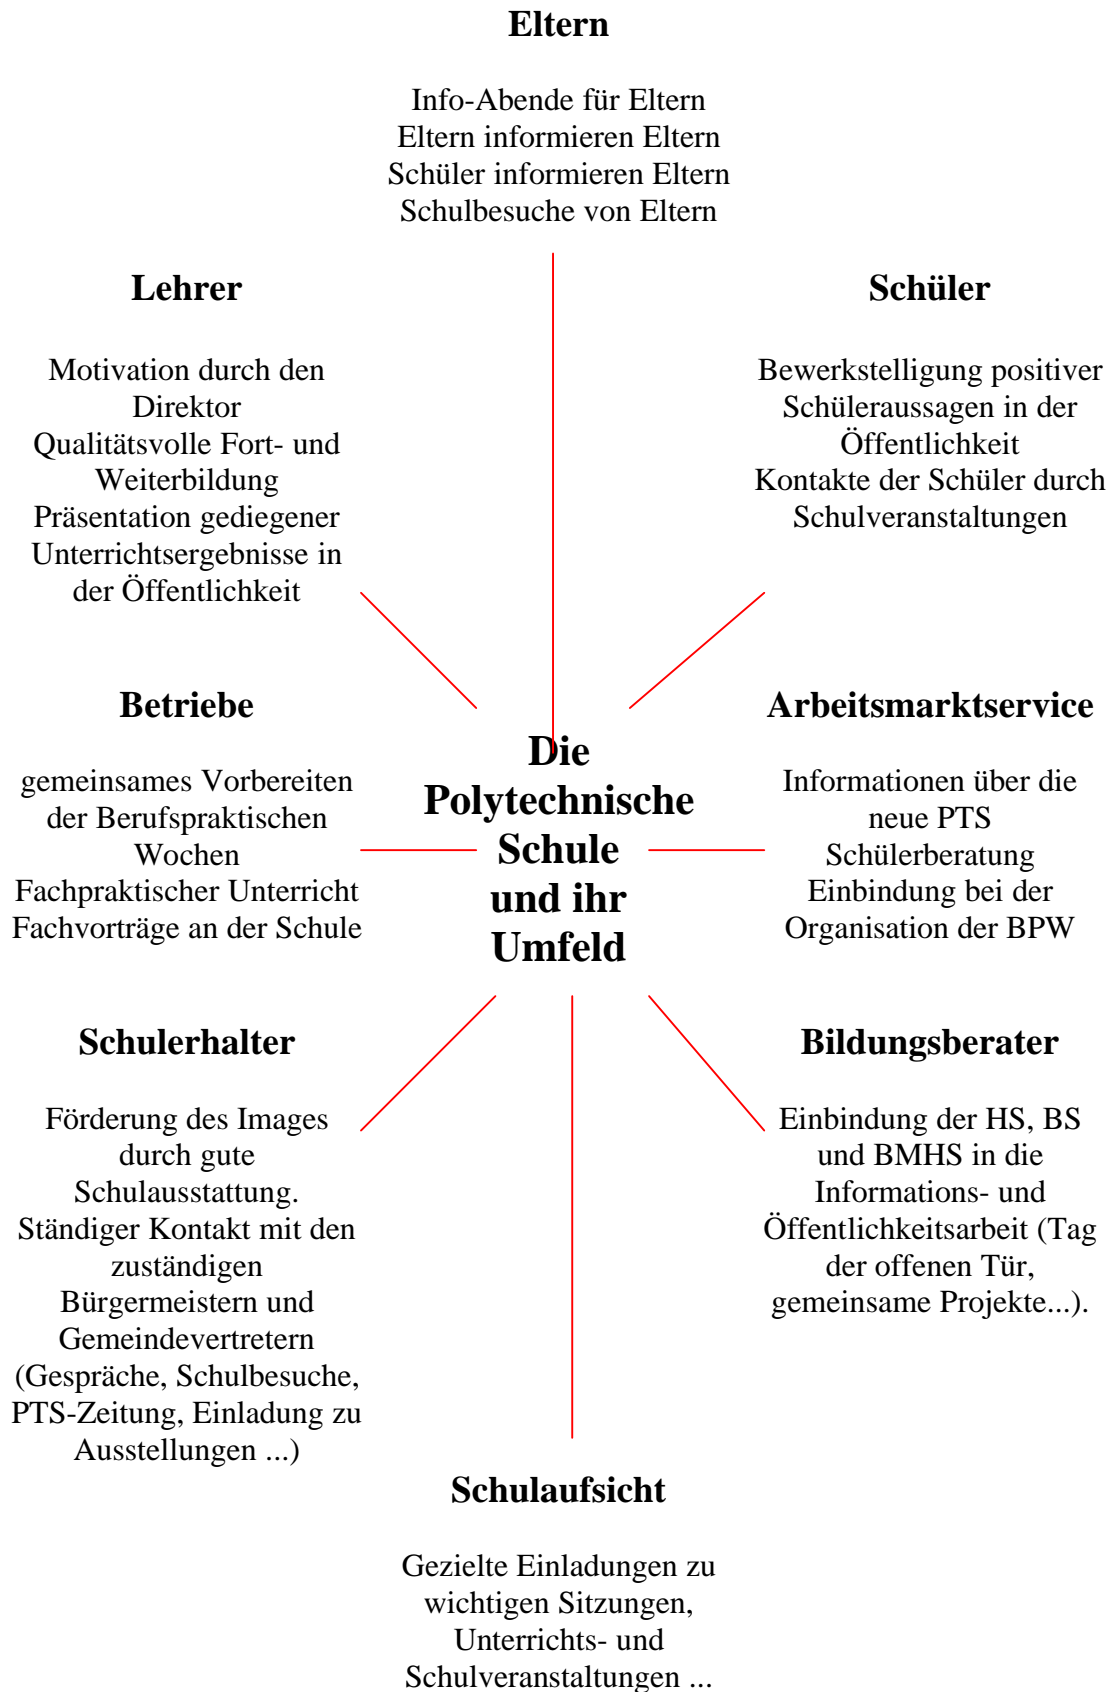 Eltern
Info-Abende für Eltern
Eltern informieren Eltern
Schüler informieren Eltern
Schulbesuche von Eltern
Lehrer
Motivation durch den
Direktor
Qualitätsvolle Fort- und
Weiterbildung
Präsentation gediegener
Unterrichtsergebnisse in
der Öffentlichkeit
Schüler
Bewerkstelligung positiver
Schüleraussagen in der
Öffentlichkeit
Kontakte der Schüler durch
Schulveranstaltungen
Betriebe
gemeinsames Vorbereiten
der Berufspraktischen
Wochen
Fachpraktischer Unterricht
Fachvorträge an der Schule
Die
Polytechnische
Schule
und ihr
Umfeld
Arbeitsmarktservice
Informationen über die
neue PTS
Schülerberatung
Einbindung bei der
Organisation der BPW
Schulerhalter
Förderung des Images
durch gute
Schulausstattung.
Ständiger Kontakt mit den
zuständigen
Bürgermeistern und
Gemeindevertretern
(Gespräche, Schulbesuche,
PTS-Zeitung, Einladung zu
Ausstellungen ...)
Bildungsberater
Einbindung der HS, BS
und BMHS in die
Informations- und
Öffentlichkeitsarbeit (Tag
der offenen Tür,
gemeinsame Projekte...).
Schulaufsicht
Gezielte Einladungen zu
wichtigen Sitzungen,
Unterrichts- und
Schulveranstaltungen ...